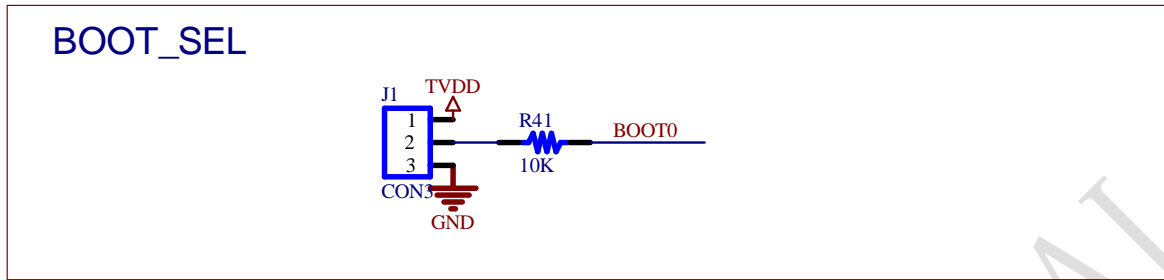 BOOT_SEL
TVDD
J1
1
R41
2
BOOT0
3
10K
CON3
GND